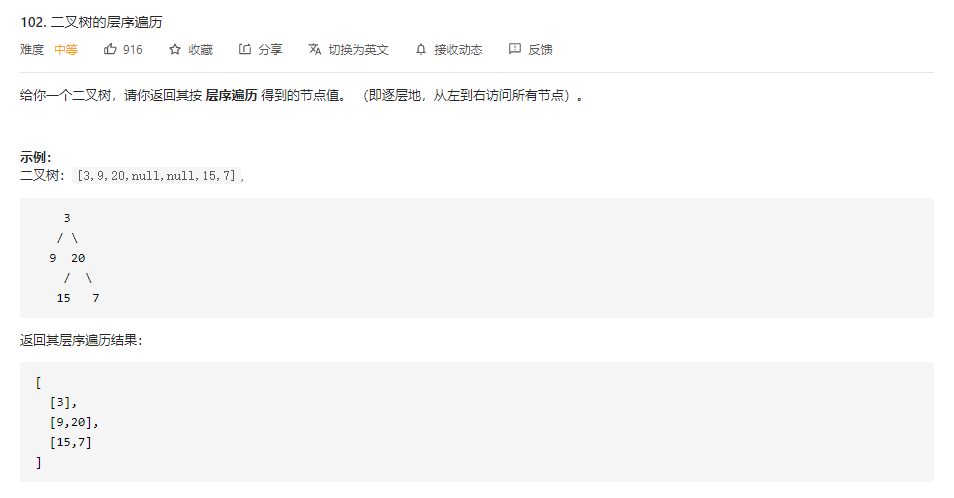 102. 二叉树的层序遍历
难度 中等 916 收藏 分享 切换为英文 接收动态 反馈
给你一个二叉树，请你返回其按 层序遍历 得到的节点值。 （即逐层地，从左到右访问所有节点）。
示例：
二叉树：[3,9,20,null,null,15,7],
3
/ \
9 20
/ \
15 7
返回其层序遍历结果：
[
[3],
[9,20],
[15,7]
]